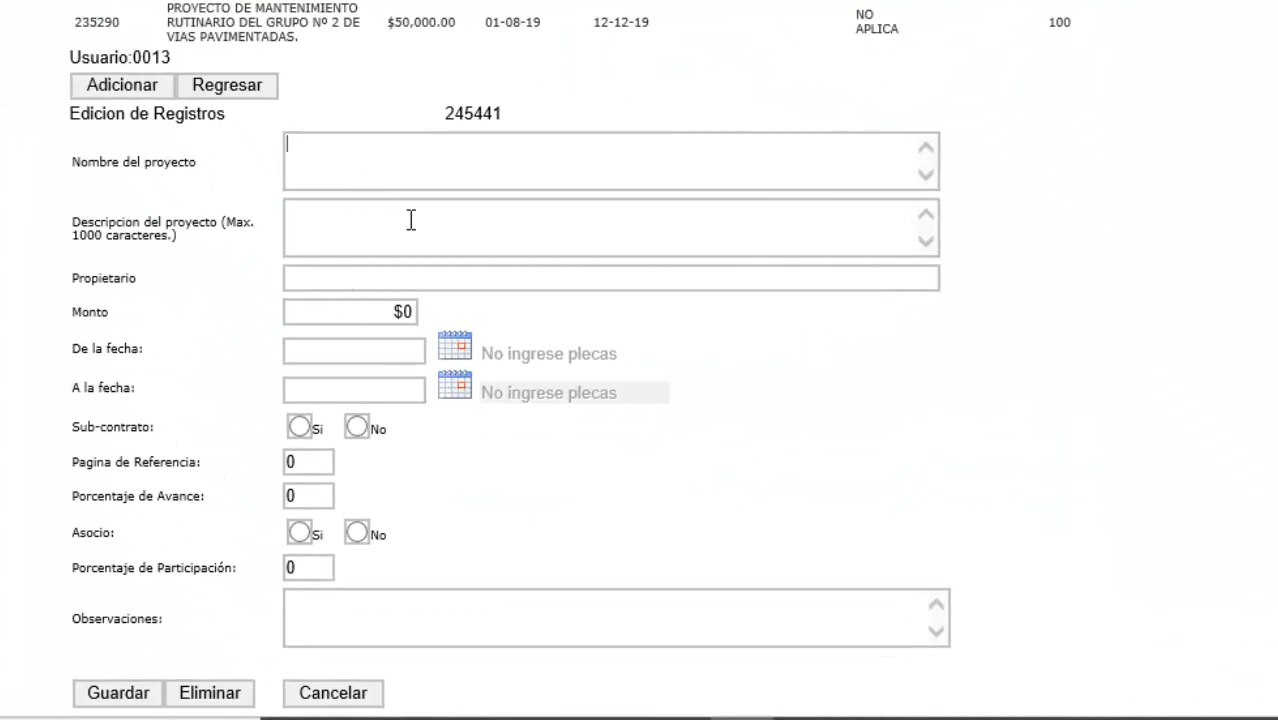 PROYECTO DE MANTENIMIENTO
235290 RUTINARIO DEL GRUPO Nº 2 DE $50,000.00 01-08-19 12-12-19 NO APLICA 100
VIAS PAVIMENTADAS.
Usuario:0013
Adicionar Regresar
Edicion de Registros 245441
Nombre del proyecto
Descripcion del proyecto (Max.
1000 caracteres.)
Propietario
Monto $0
De la fecha: No ingrese plecas
A la fecha: No ingrese plecas
Sub-contrato: Si No
Pagina de Referencia: 0
Porcentaje de Avance: 0
Asocio: Si No
Porcentaje de Participación: 0
Observaciones:
Guardar Eliminar Cancelar